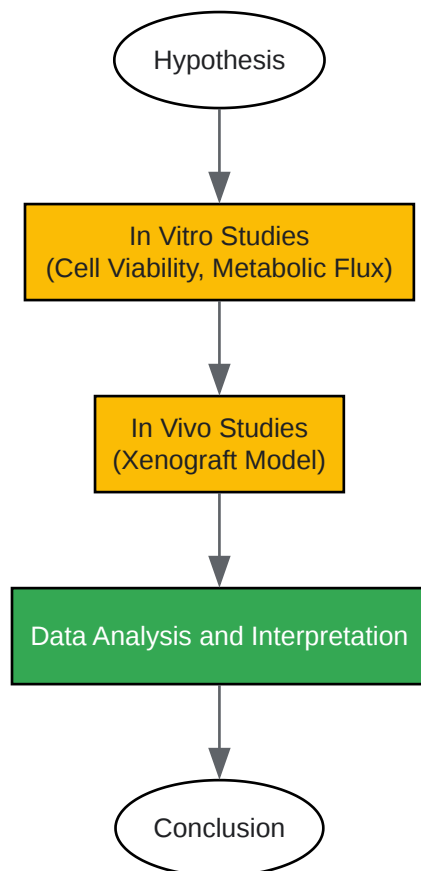 Hypothesis
In Vitro Studies
(Cell Viability, Metabolic Flux)
In Vivo Studies
(Xenograft Model)
Data Analysis and Interpretation
Conclusion